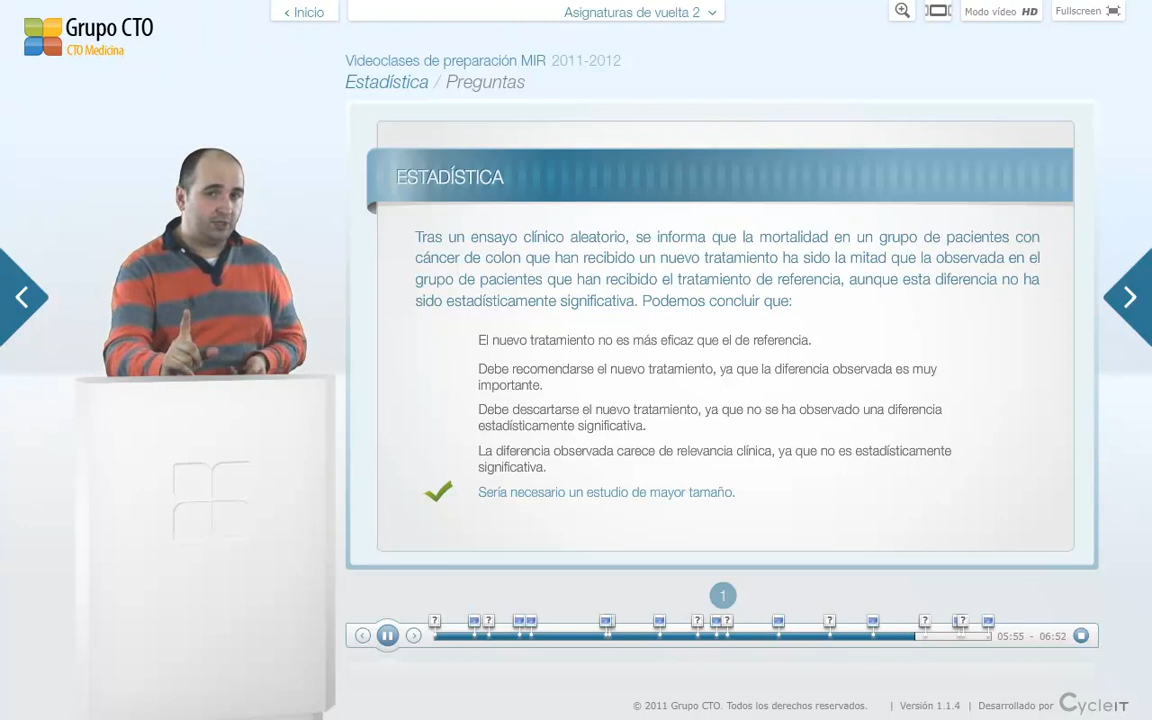 Grupo CTO
CTO Medicina
‹ Inicio
Asignaturas de vuelta 2
Modo vídeo HD
Fullscreen
Videoclases de preparación MIR 2011-2012
Estadística / Preguntas
ESTADÍSTICA
Tras un ensayo clínico aleatorio, se informa que la mortalidad en un grupo de pacientes con
cáncer de colon que han recibido un nuevo tratamiento ha sido la mitad que la observada en el
grupo de pacientes que han recibido el tratamiento de referencia, aunque esta diferencia no ha
sido estadísticamente significativa. Podemos concluir que:
El nuevo tratamiento no es más eficaz que el de referencia.
Debe recomendarse el nuevo tratamiento, ya que la diferencia observada es muy
importante.
Debe descartarse el nuevo tratamiento, ya que no se ha observado una diferencia
estadísticamente significativa.
La diferencia observada carece de relevancia clínica, ya que no es estadísticamente
significativa.
Sería necesario un estudio de mayor tamaño.
1
? ? ? ? ? ? ?
05:55 - 06:52
© 2011 Grupo CTO. Todos los derechos reservados. | Versión 1.1.4 | Desarrollado por CycleIT